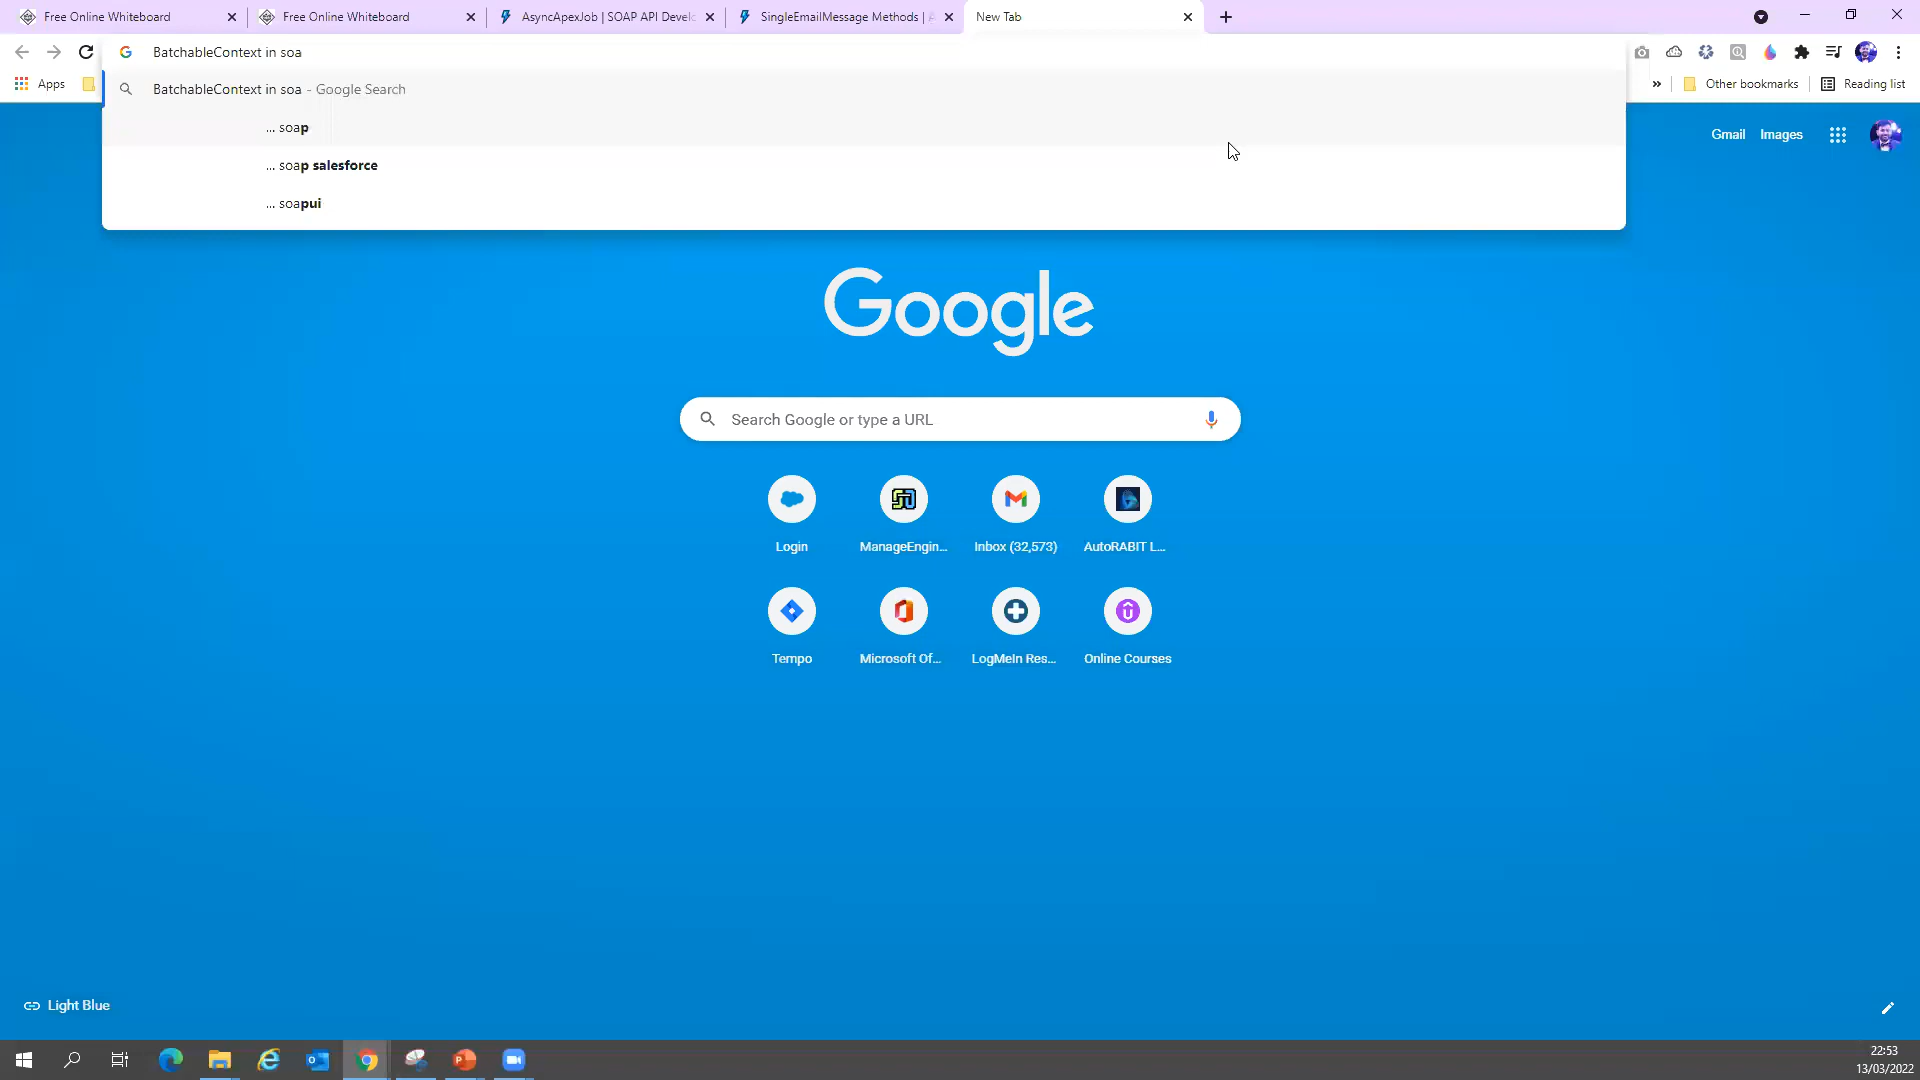 Free Online Whiteboard
Free Online Whiteboard
AsyncApexJob | SOAP API Devel
SingleEmailMessage Methods | A
New Tab
BatchableContext in soa
Apps
BatchableContext in soa - Google Search
... soap
... soap salesforce
... soapui
Other bookmarks
Reading list
Gmail
Images
Google
Search Google or type a URL
Login
ManageEngin...
Inbox (32,573)
AutoRABIT L...
Tempo
Microsoft Of...
LogMeIn Res...
Online Courses
Light Blue
22:53
13/03/2022